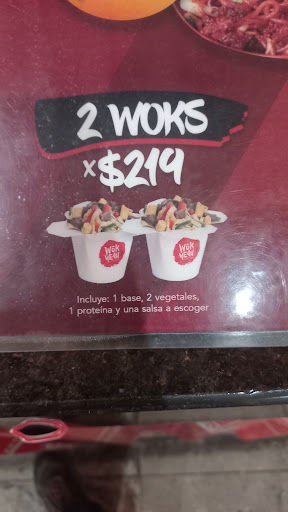 2 WOKS
x$219
WOK
YEAH
WOK
YEAH
Incluye: 1 base, 2 vegetales,
1 proteína y una salsa a escoger